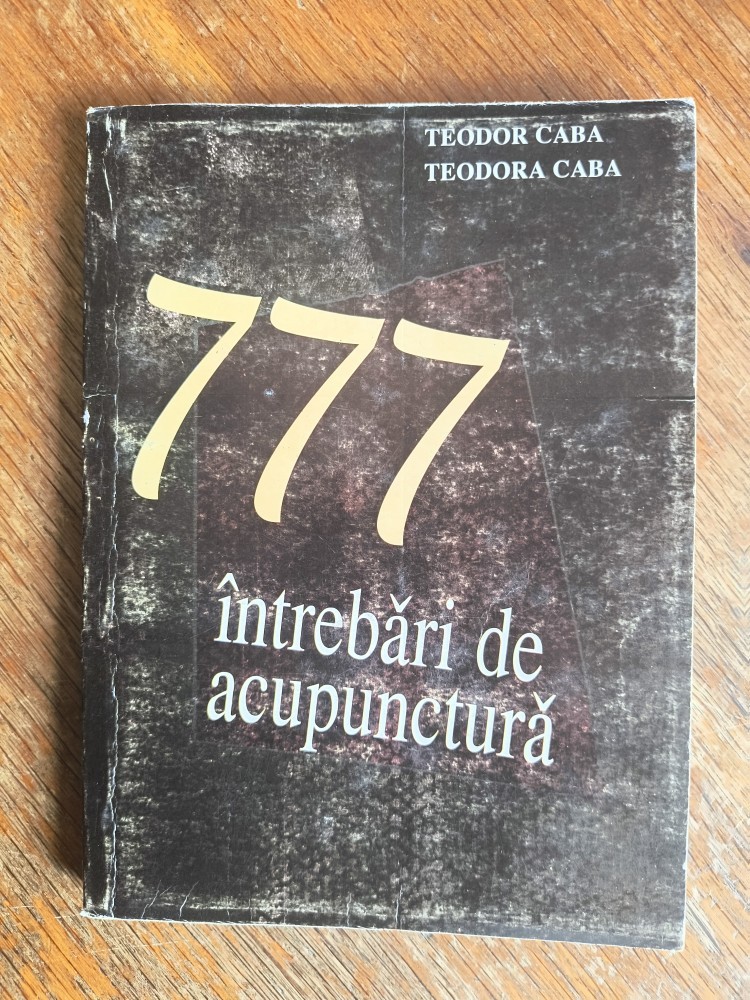 TEODOR CABA
TEODORA CABA
777
întrebări de
acupunctură